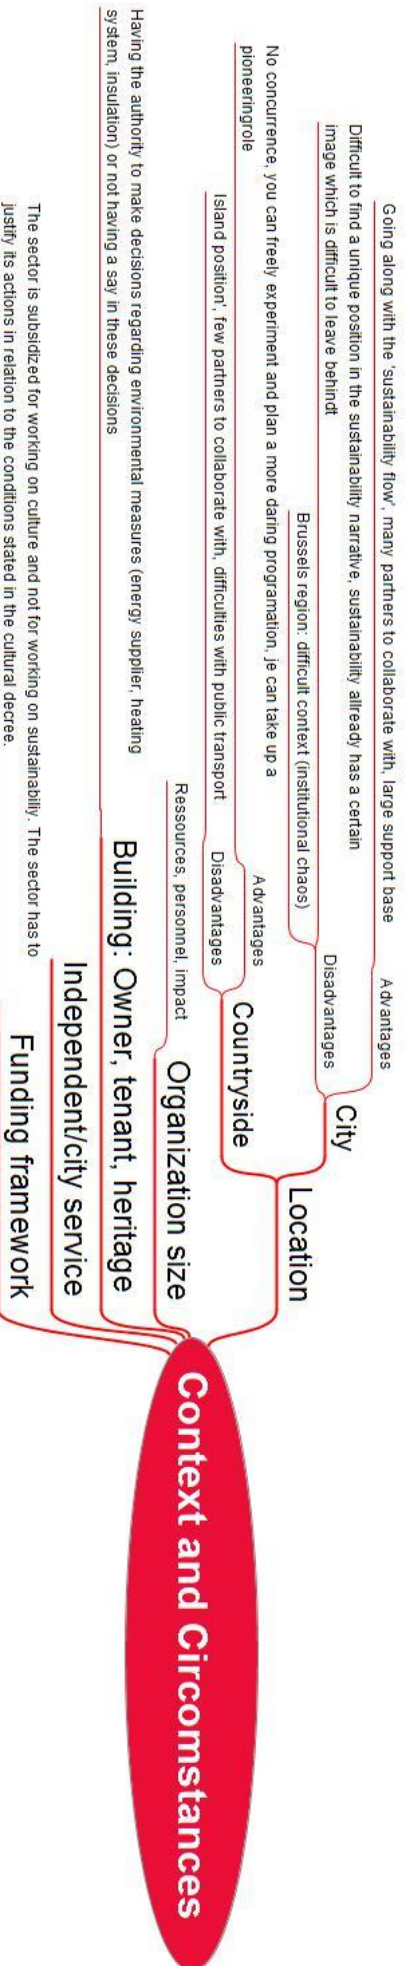 Going along with the 'sustainability flow', many partners to collaborate with, large support base
Advantages
Difficult to find a unique position in the sustainability narrative, sustainability allready has a certain
image which is difficult to leave behindt
Brussels region: difficult context (institutional chaos)
Disadvantages
City
No concurrence, you can freely experiment and plan a more daring programation, je can take up a
pioneeringrole
Advantages
Island position', few partners to collaborate with, difficulties with public transport
Disadvantages
Countryside
Location
Ressources, personnel, impact
Organization size
Having the authority to make decisions regarding environmental measures (energy supplier, heating
system, insulation) or not having a say in these decisions
Building: Owner, tenant, heritage
Independent/city service
The sector is subsidized for working on culture and not for working on sustainabiliy. The sector has to
justify its actions in relation to the conditions stated in the cultural decree.
Funding framework
Context and Circomstances